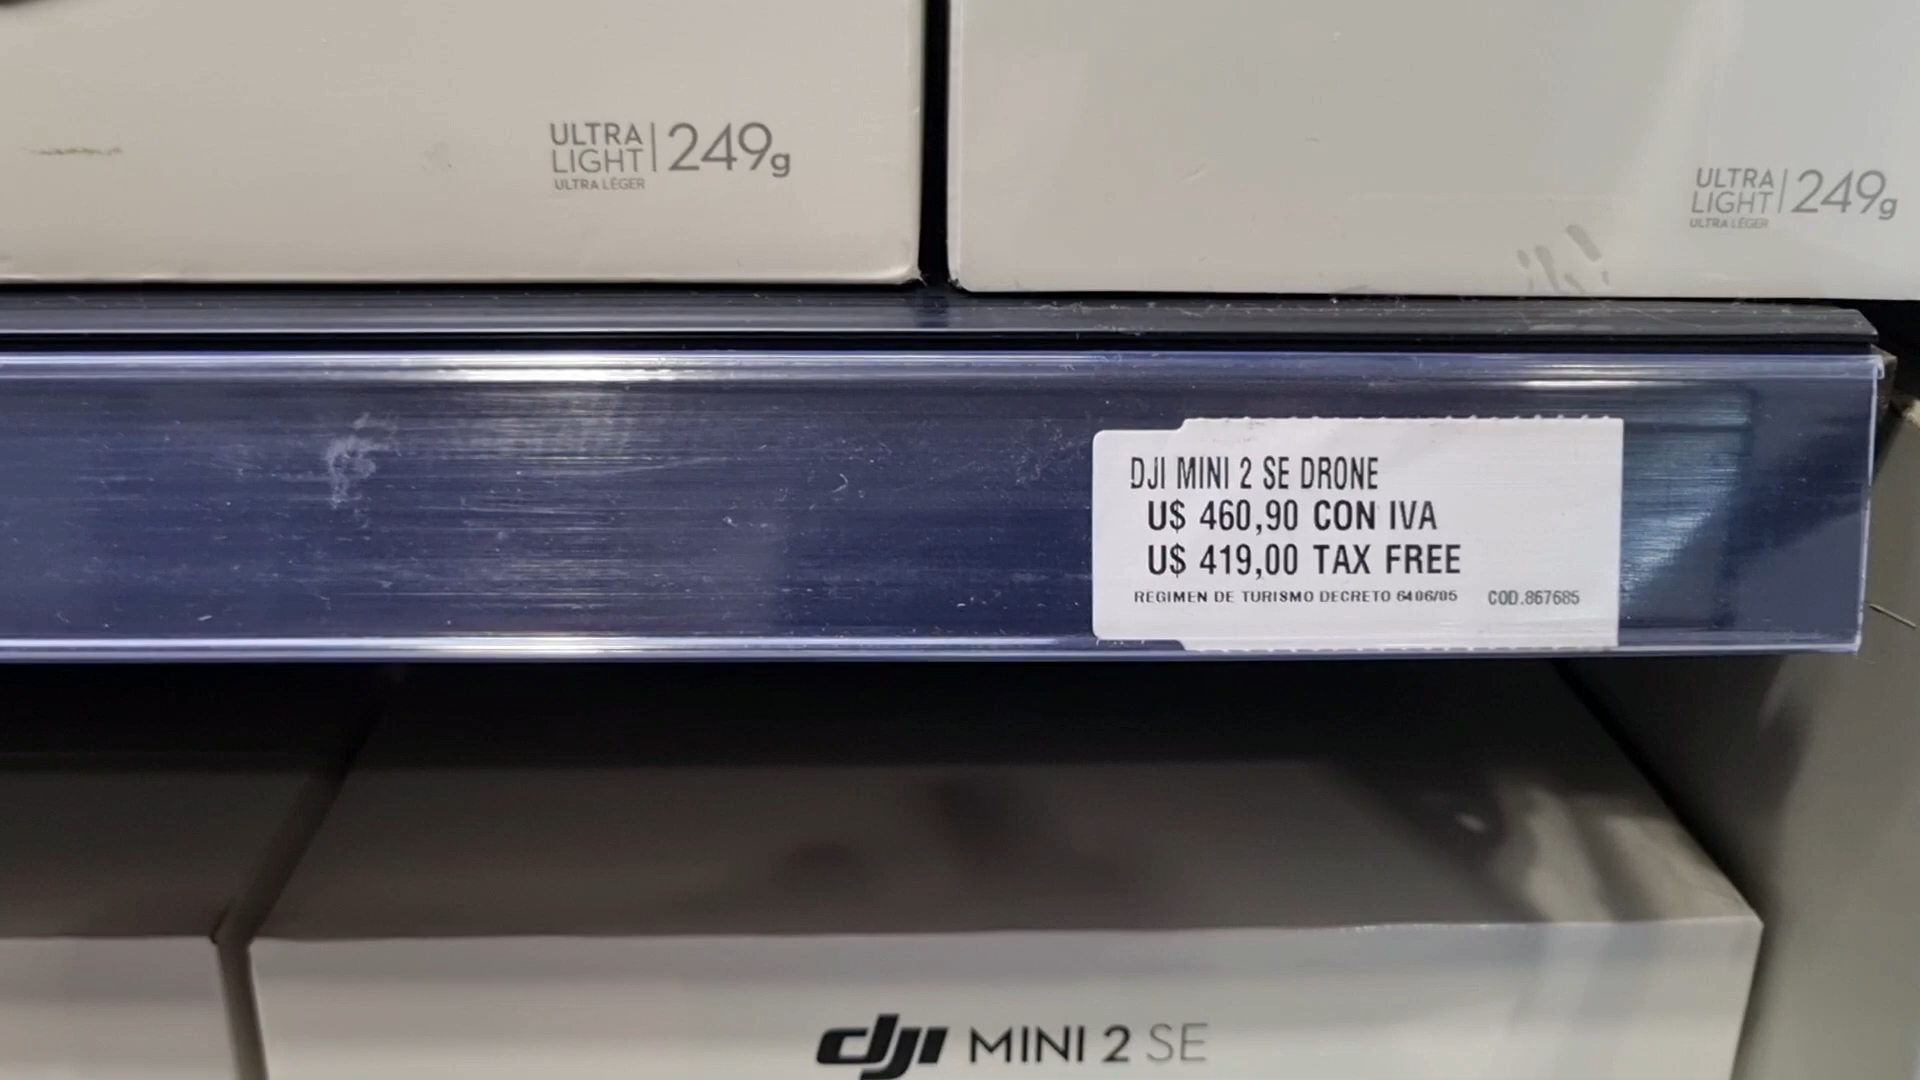 ULTRA
LIGHT
ULTRA LÉGER
249g
ULTRA
LIGHT
ULTRA LÉGER
249g
DJI MINI 2 SE DRONE
U$ 460,90 CON IVA
U$ 419,00 TAX FREE
REGIMEN DE TURISMO DECRETO 6406/05 COD.867685
dji MINI 2 SE